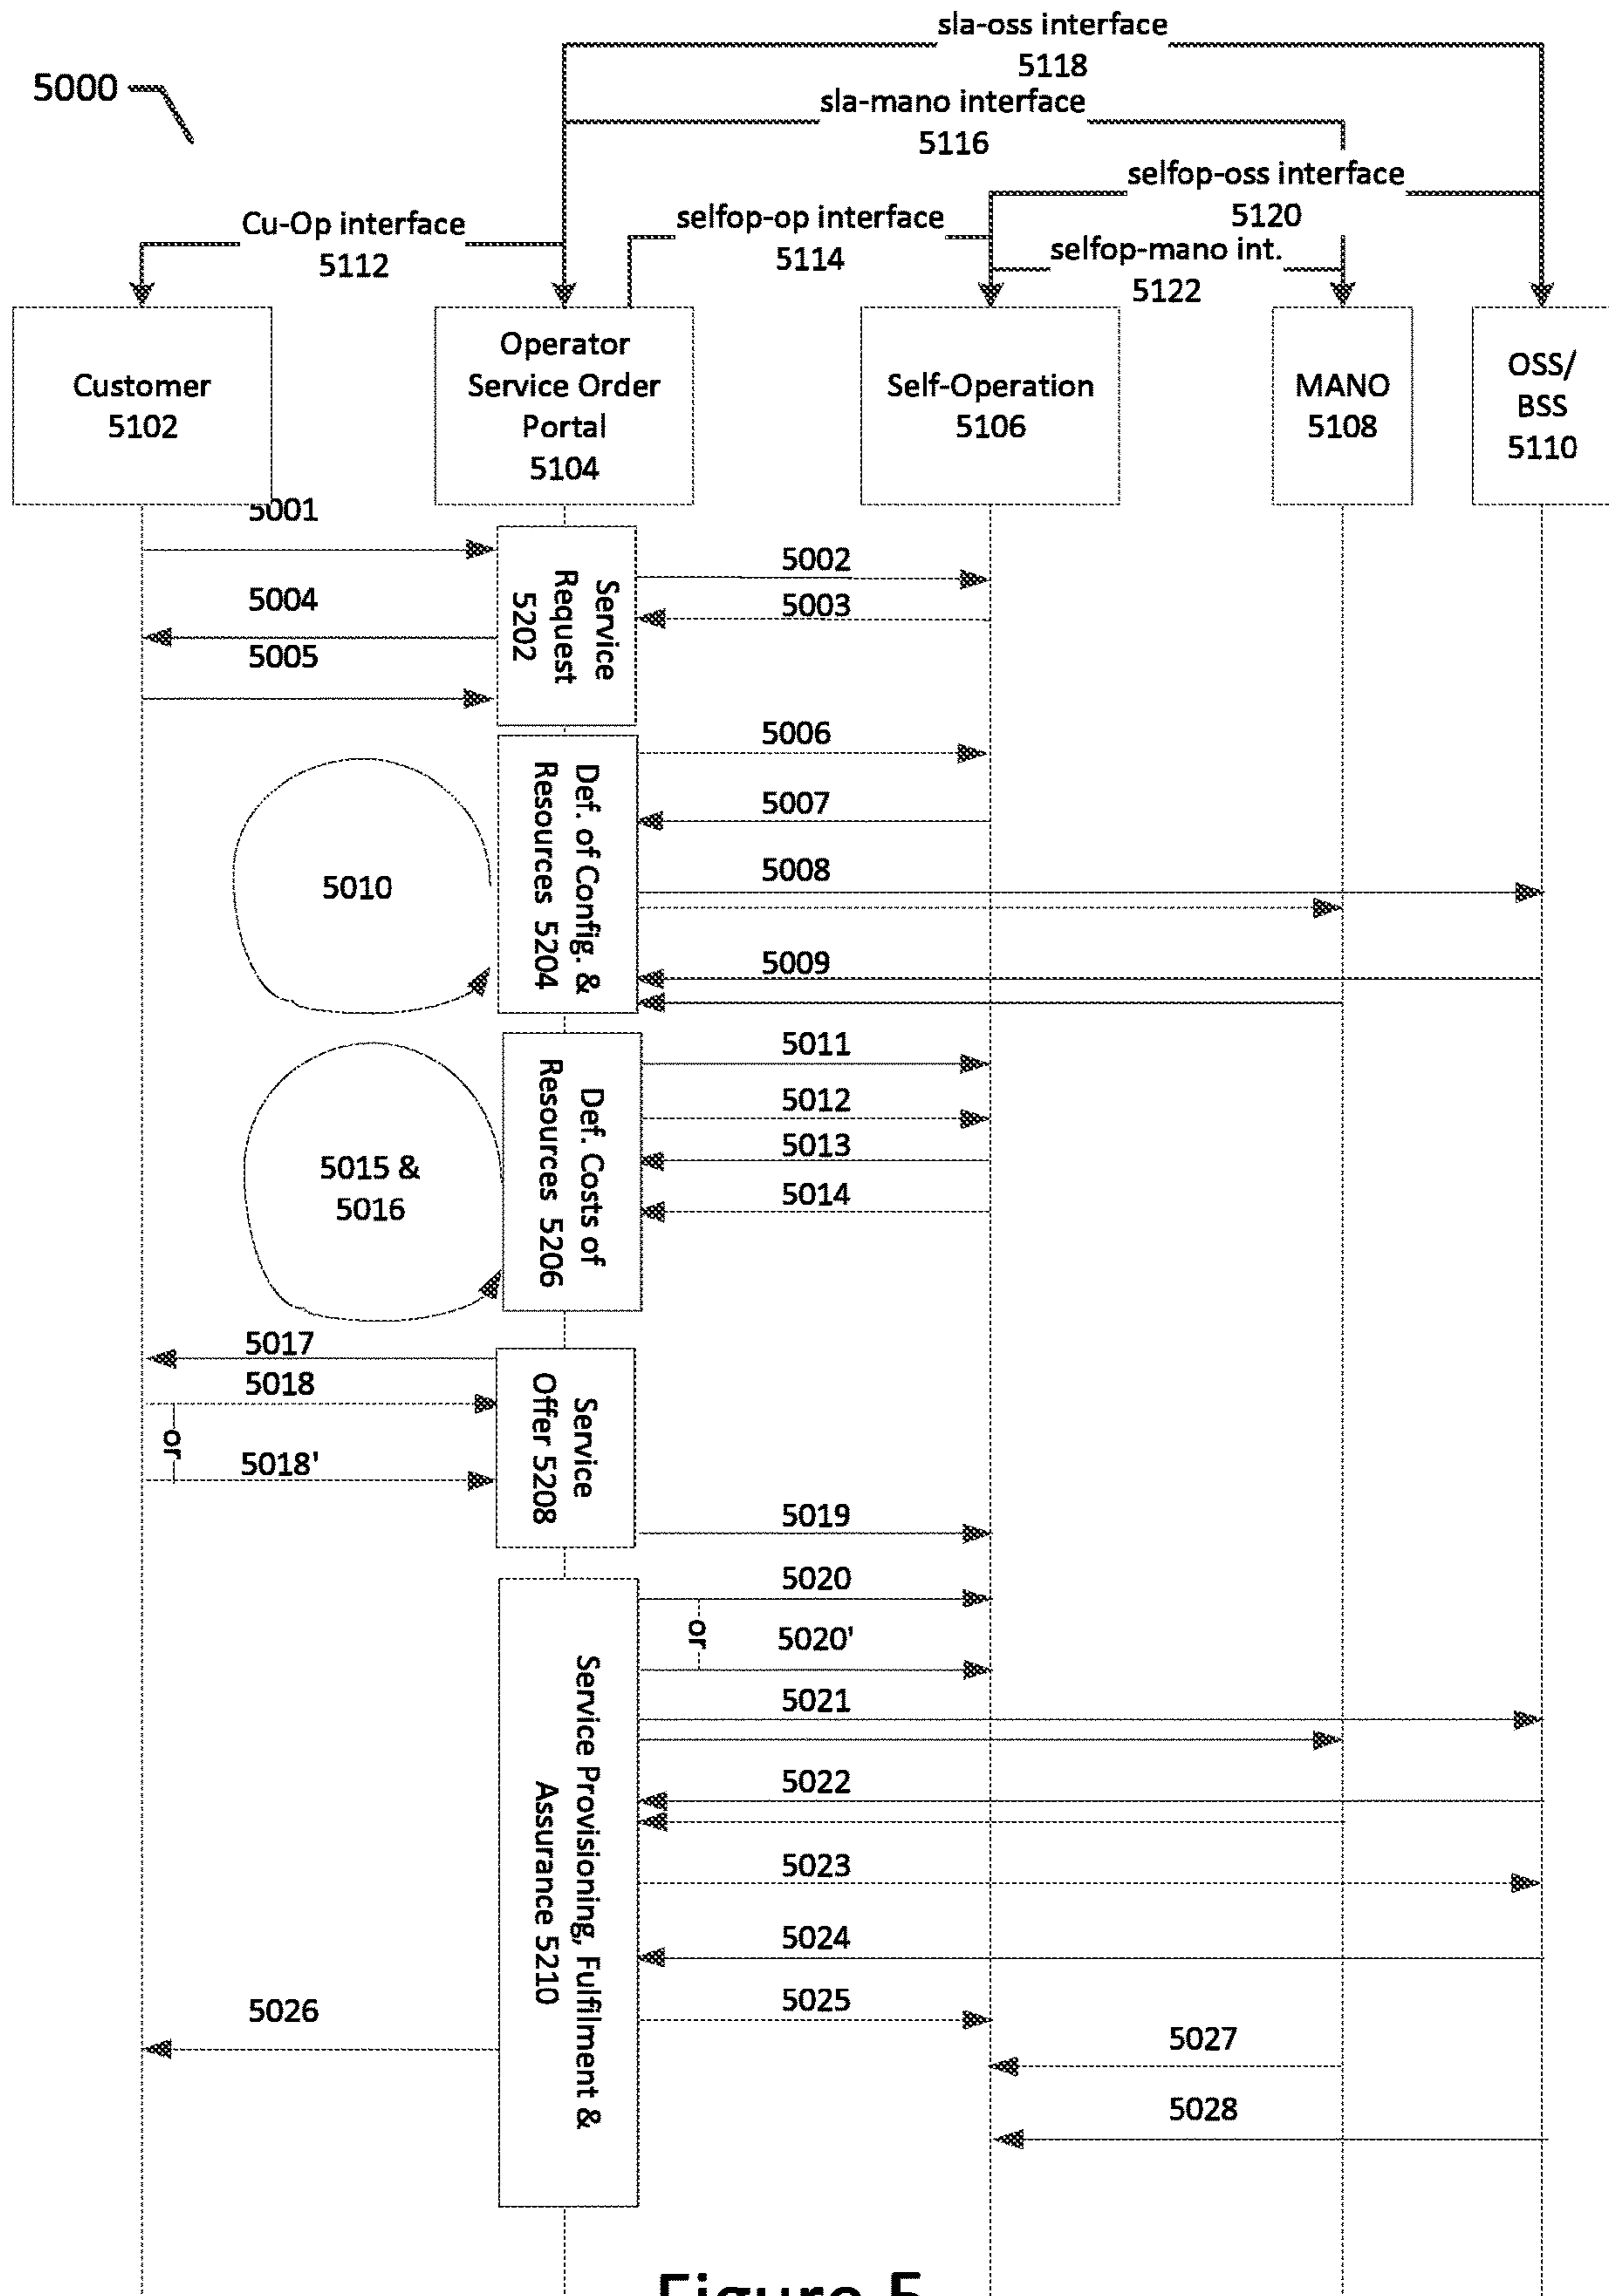 sla-oss interface
5118
5000
sla-mano interface
5116
selfop-oss interface
5120
Cu-Op interface
5112
selfop-op interface
5114
selfop-mano int.
5122
Customer
5102
Operator
Service Order
Portal
5104
Self-Operation
5106
MANO
5108
OSS/
BSS
5110
5001
5002
5003
5004
5005
Service
Request
5202
5006
5007
5008
5009
5010
Def. of Config. &
Resources 5204
5011
5012
5013
5014
5015 &
5016
Def. Costs of
Resources 5206
5017
5018
or
5018'
Service
Offer 5208
5019
5020
or
5020'
5021
5022
5023
5024
5025
5026
5027
5028
Service Provisioning, Fulfilment &
Assurance 5210
Figure 5